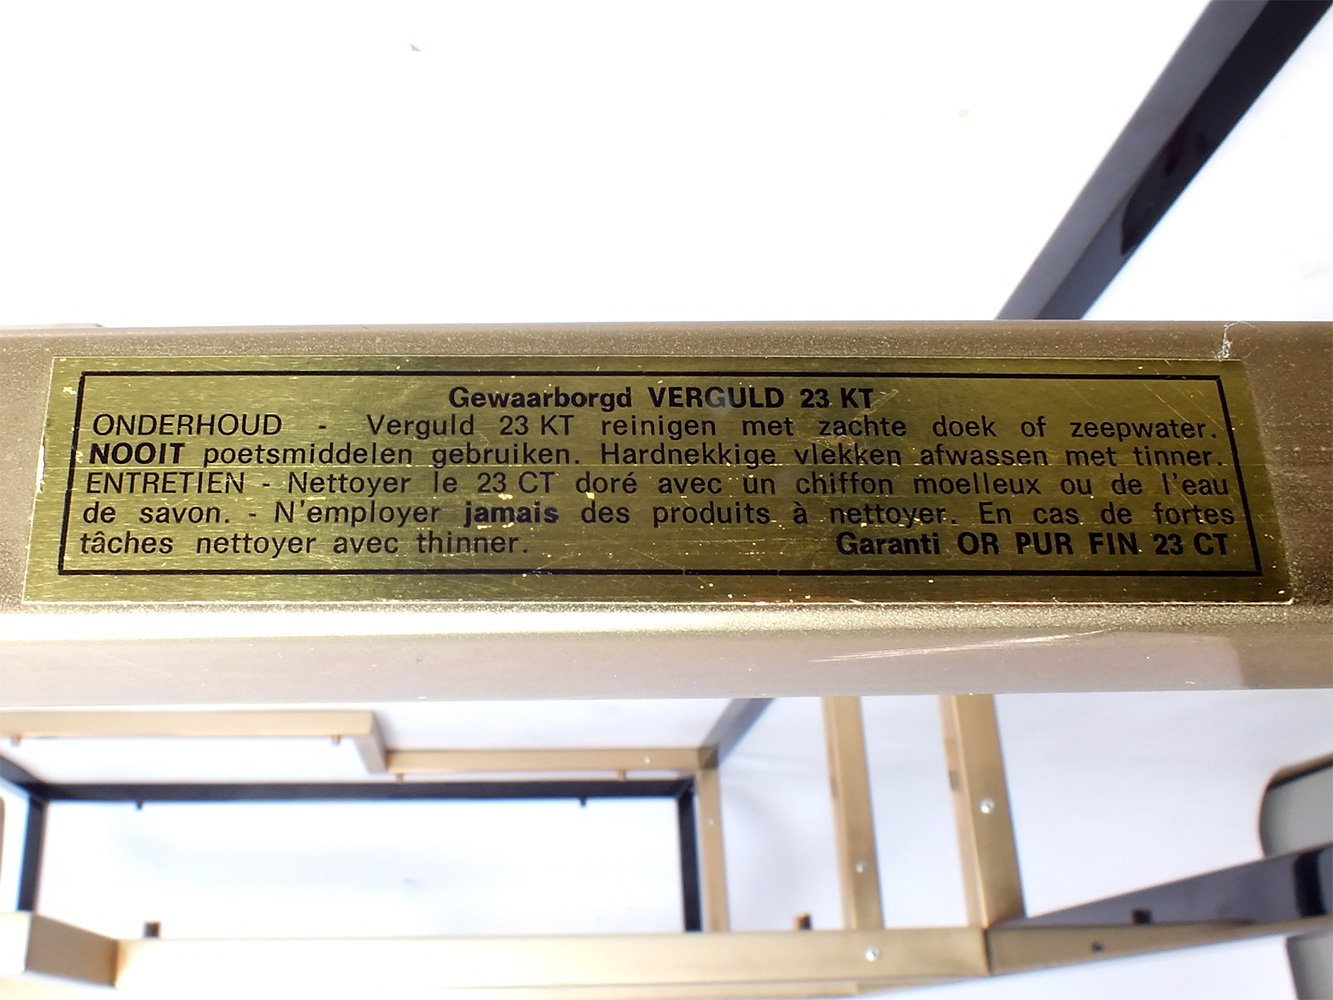 Gewaarborgd VERGULD 23 KT
ONDERHOUD - Verguld 23 KT reinigen met zachte doek of zeepwater.
NOOIT poetsmiddelen gebruiken. Hardnekkige vlekken afwassen met tinner.
ENTRETIEN - Nettoyer le 23 CT doré avec un chiffon moelleux ou de l'eau
de savon. - N'employer jamais des produits à nettoyer. En cas de fortes
tâches nettoyer avec thinner. Garanti OR PUR FIN 23 CT